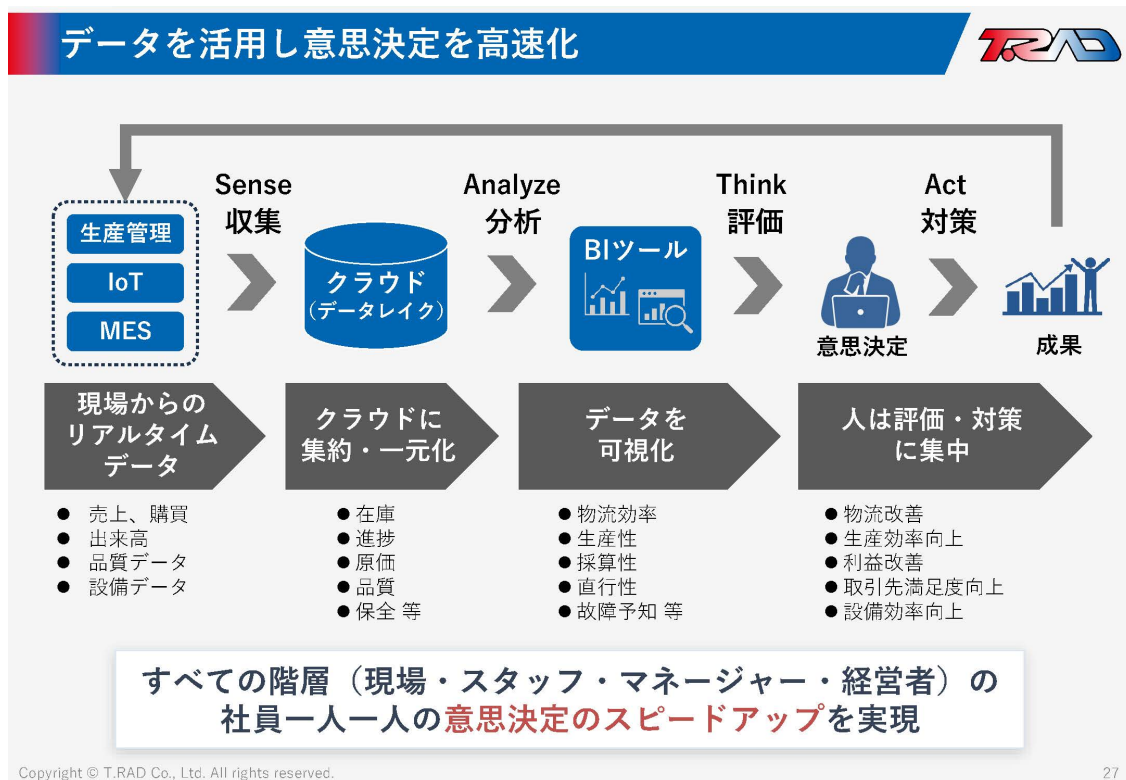 データを活用し意思決定を高速化
T.RAD
Sense
収集
Analyze
分析
Think
評価
Act
対策
生産管理
IoT
MES
クラウド
(データレイク)
BIツール
意思決定
成果
現場からの
リアルタイム
データ
クラウドに
集約・一元化
データを
可視化
人は評価・対策
に集中
● 売上、購買
● 出来高
● 品質データ
● 設備データ
● 在庫
● 進捗
● 原価
● 品質
● 保全 等
● 物流効率
● 生産性
● 採算性
● 直行性
● 故障予知 等
● 物流改善
● 生産効率向上
● 利益改善
● 取引先満足度向上
● 設備効率向上
すべての階層（現場・スタッフ・マネージャー・経営者）の
社員一人一人の意思決定のスピードアップを実現
Copyright © T.RAD Co., Ltd. All rights reserved.
27